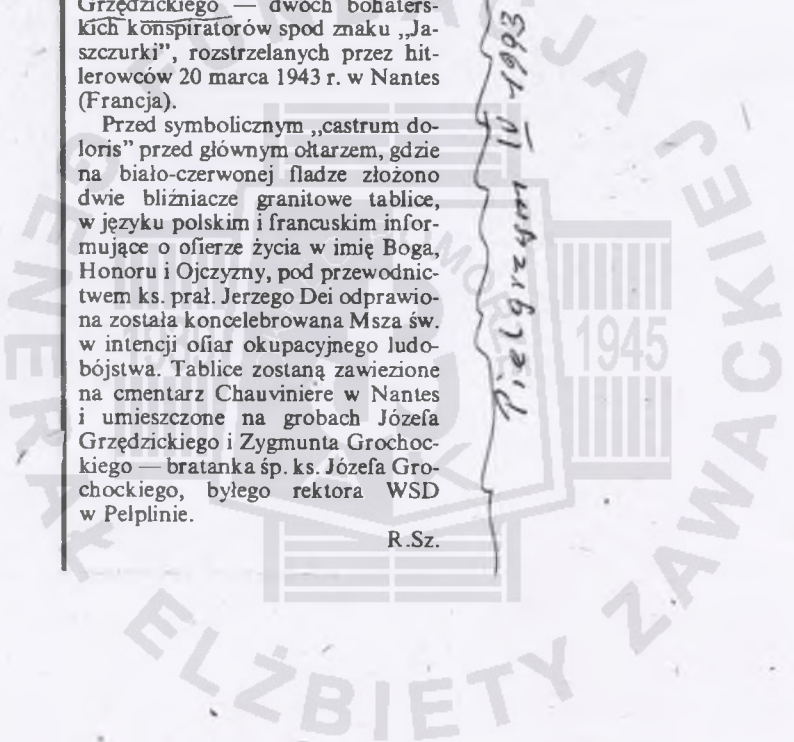 Grzędzickiego — dwóch bohaters-
kich konspiratorów spod znaku „Ja-
szczurki”, rozstrzelanych przez hit-
lerowców 20 marca 1943 r. w Nantes
(Francja).
Przed symbolicznym „castrum do-
loris” przed głównym ołtarzem, gdzie
na biało-czerwonej fladze złożono
dwie bliźniacze granitowe tablice,
w języku polskim i francuskim infor-
mujące o ofierze życia w imię Boga,
Honoru i Ojczyzny, pod przewodnic-
twem ks. prał. Jerzego Dei odprawio-
na została koncelebrowana Msza św.
w intencji ofiar okupacyjnego ludo-
bójstwa. Tablice zostaną zawiezione
na cmentarz Chauviniere w Nantes
i umieszczone na grobach Józefa
Grzędzickiego i Zygmunta Grochoc-
kiego — bratanka śp. ks. Józefa Gro-
chockiego, byłego rektora WSD
w Pelplinie.
R.Sz.
Pielgrzym IV 1993
FUNDACJA GENERAŁ ELŻBIETY ZAWACKIEJ
1945
AK